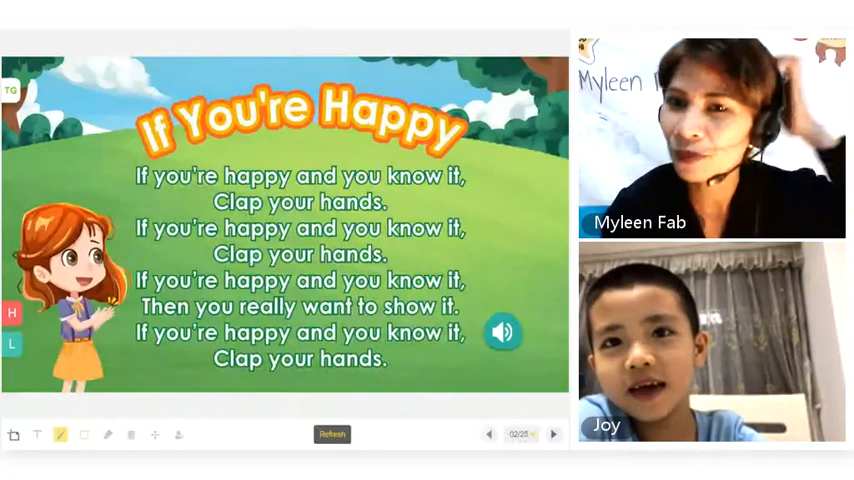 TG
If You're Happy
If you're happy and you know it,
Clap your hands.
If you're happy and you know it,
Clap your hands.
If you're happy and you know it,
Then you really want to show it.
If you're happy and you know it,
Clap your hands.
H
L
T
Refresh
02/25
Myleen
Myleen Fab
Joy